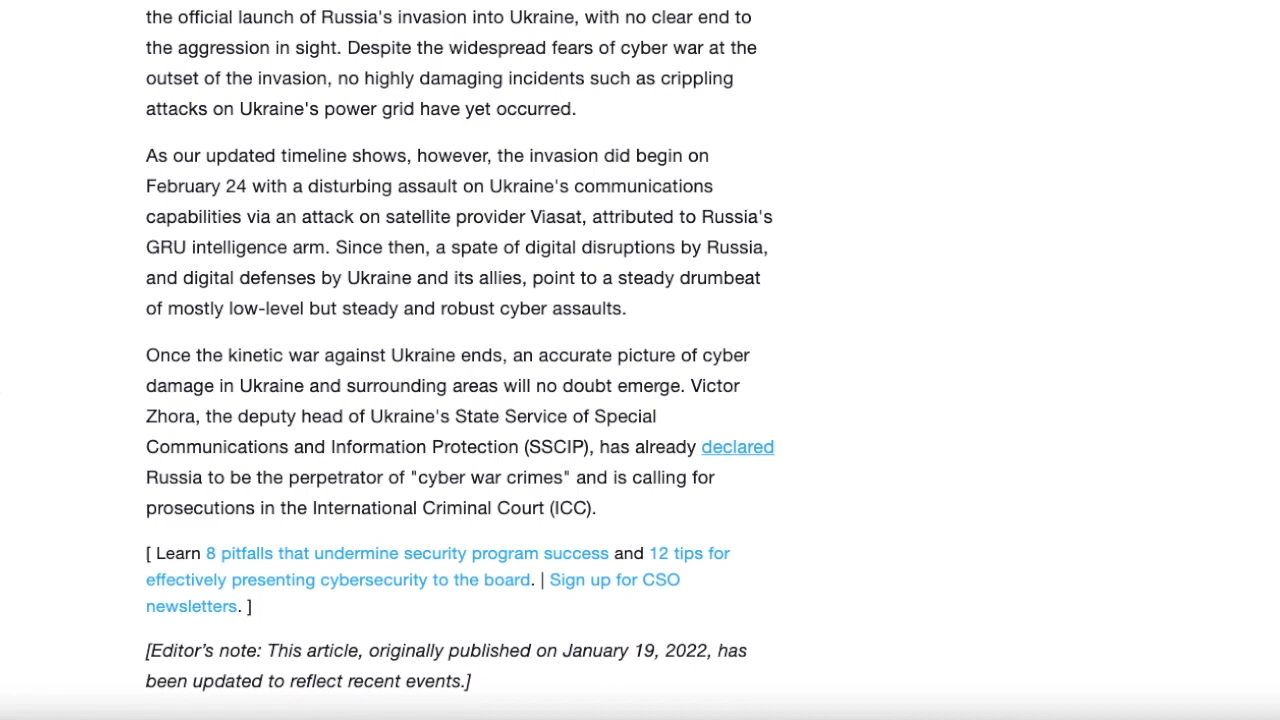 the official launch of Russia's invasion into Ukraine, with no clear end to
the aggression in sight. Despite the widespread fears of cyber war at the
outset of the invasion, no highly damaging incidents such as crippling
attacks on Ukraine's power grid have yet occurred.
As our updated timeline shows, however, the invasion did begin on
February 24 with a disturbing assault on Ukraine's communications
capabilities via an attack on satellite provider Viasat, attributed to Russia's
GRU intelligence arm. Since then, a spate of digital disruptions by Russia,
and digital defenses by Ukraine and its allies, point to a steady drumbeat
of mostly low-level but steady and robust cyber assaults.
Once the kinetic war against Ukraine ends, an accurate picture of cyber
damage in Ukraine and surrounding areas will no doubt emerge. Victor
Zhora, the deputy head of Ukraine's State Service of Special
Communications and Information Protection (SSCIP), has already declared
Russia to be the perpetrator of "cyber war crimes" and is calling for
prosecutions in the International Criminal Court (ICC).
[ Learn 8 pitfalls that undermine security program success and 12 tips for
effectively presenting cybersecurity to the board. | Sign up for CSO
newsletters. ]
[Editor’s note: This article, originally published on January 19, 2022, has
been updated to reflect recent events.]